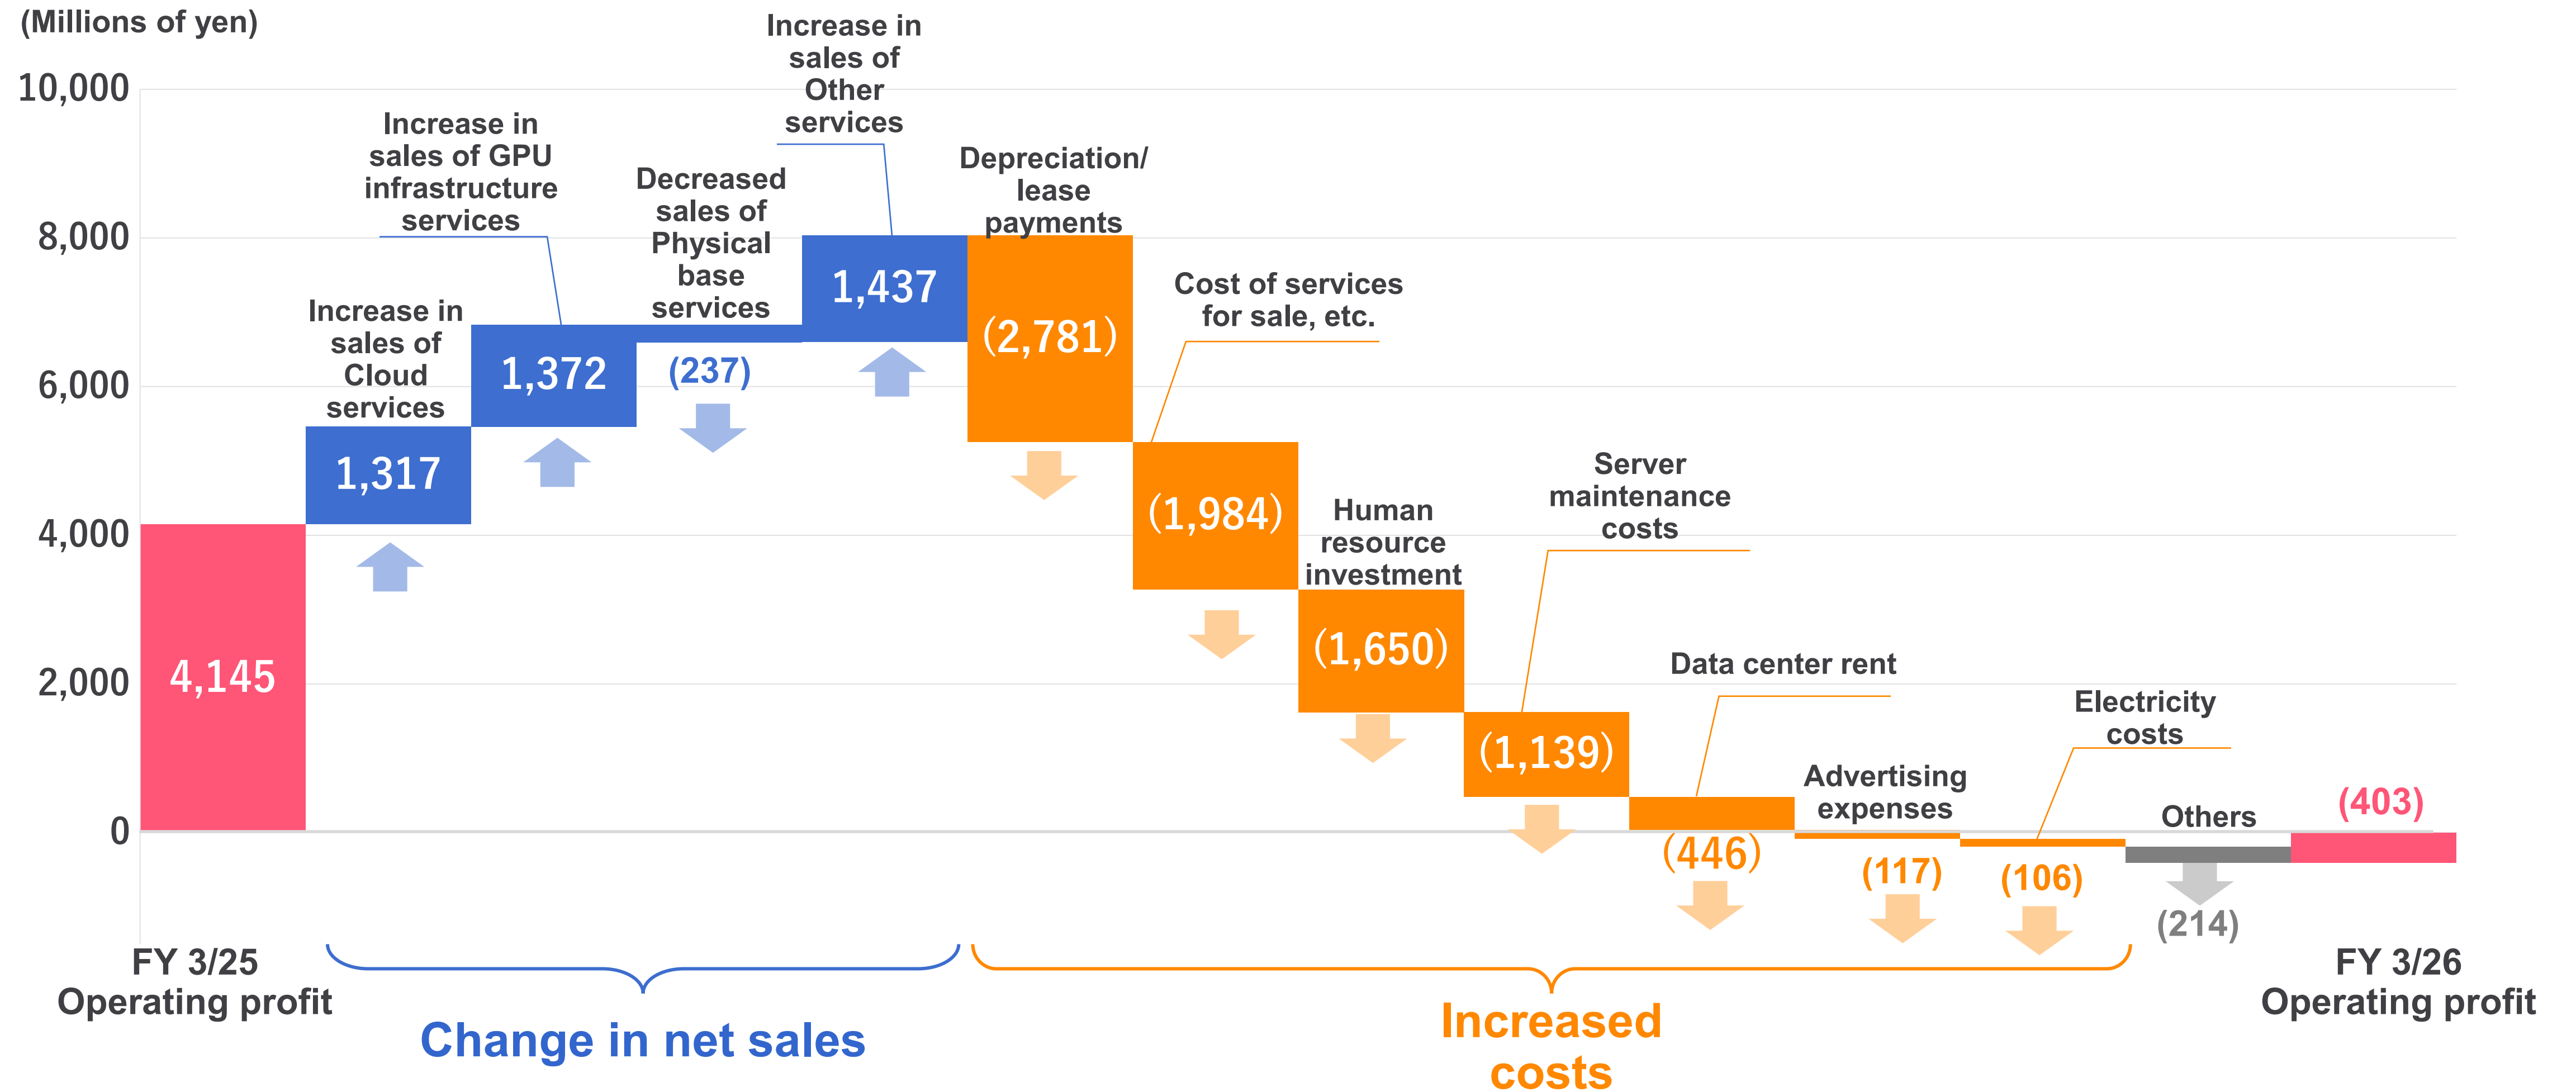 (Millions of yen)
10,000
8,000
6,000
4,000
2,000
0
4,145
FY 3/25
Operating profit
Increase in
sales of
Cloud
services
1,317
Increase in
sales of GPU
infrastructure
services
1,372
Decreased
sales of
Physical
base
services
(237)
Increase in
sales of
Other
services
1,437
Change in net sales
Depreciation/
lease
payments
(2,781)
Cost of services
for sale, etc.
(1,984)
Human
resource
investment
(1,650)
Server
maintenance
costs
(1,139)
Data center rent
(446)
Advertising
expenses
(117)
Electricity
costs
(106)
Increased
costs
Others
(214)
(403)
FY 3/26
Operating profit